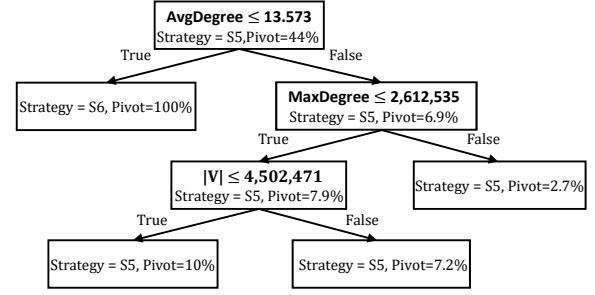 AvgDegree ≤ 13.573
Strategy = S5,Pivot=44%
True
False
Strategy = S6, Pivot=100%
MaxDegree ≤ 2,612,535
Strategy = S5, Pivot=6.9%
True
False
|V| ≤ 4,502,471
Strategy = S5, Pivot=7.9%
Strategy = S5, Pivot=2.7%
True
False
Strategy = S5, Pivot=10%
Strategy = S5, Pivot=7.2%